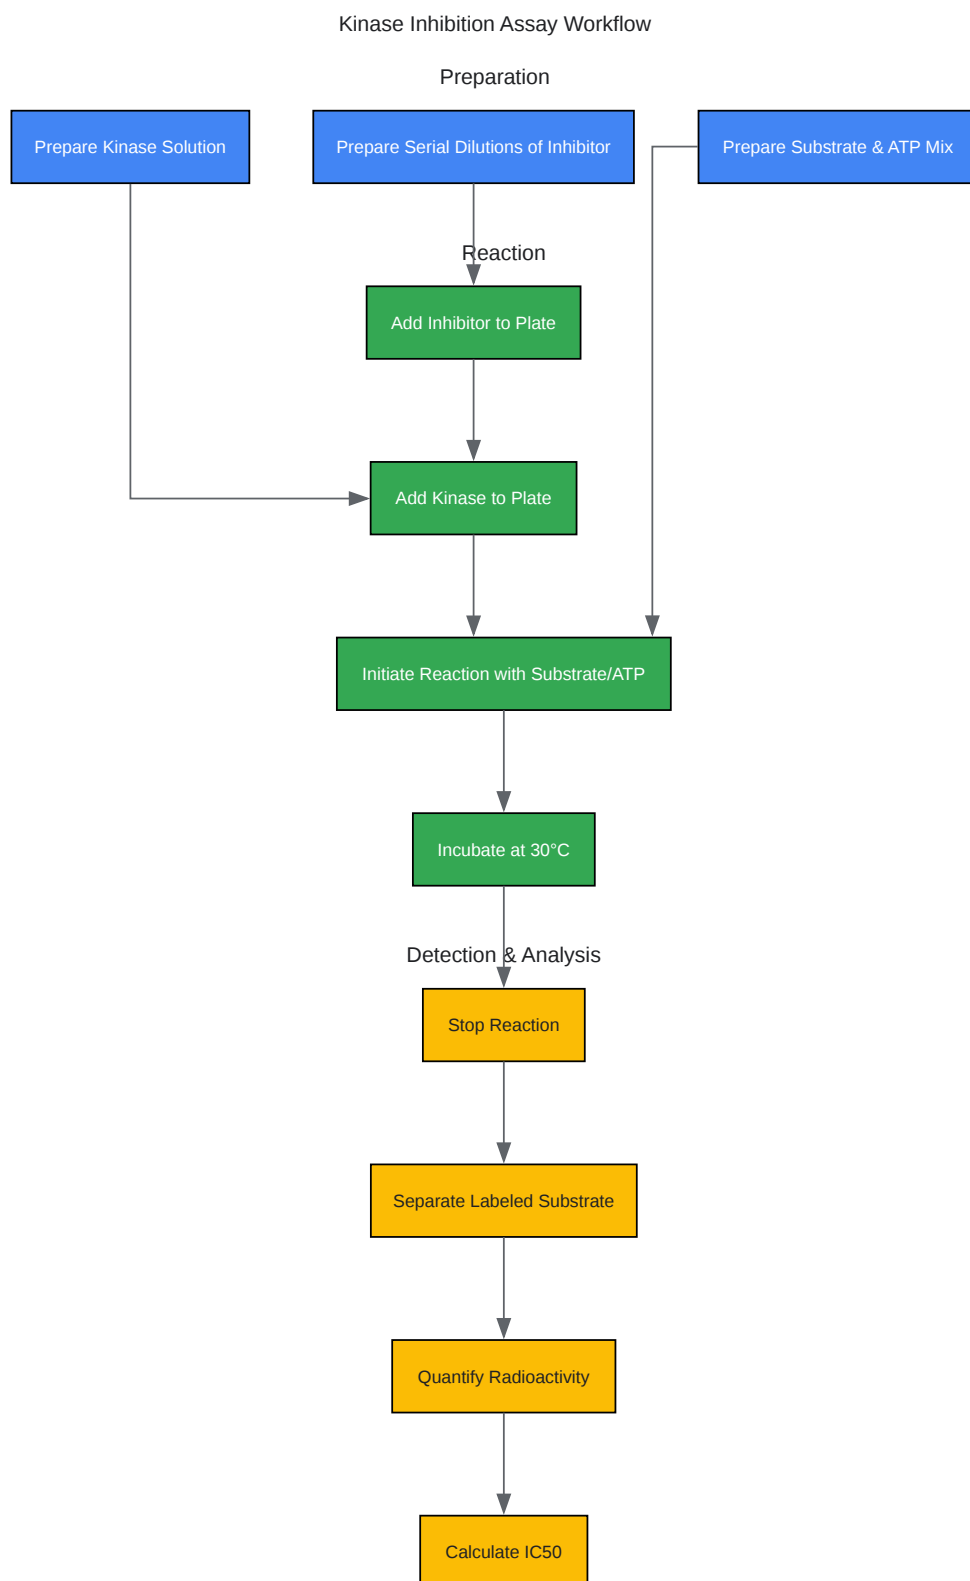 Kinase Inhibition Assay Workflow
Preparation
Prepare Kinase Solution
Prepare Serial Dilutions of Inhibitor
Prepare Substrate & ATP Mix
Reaction
Add Inhibitor to Plate
Add Kinase to Plate
Initiate Reaction with Substrate/ATP
Incubate at 30°C
Detection & Analysis
Stop Reaction
Separate Labeled Substrate
Quantify Radioactivity
Calculate IC50